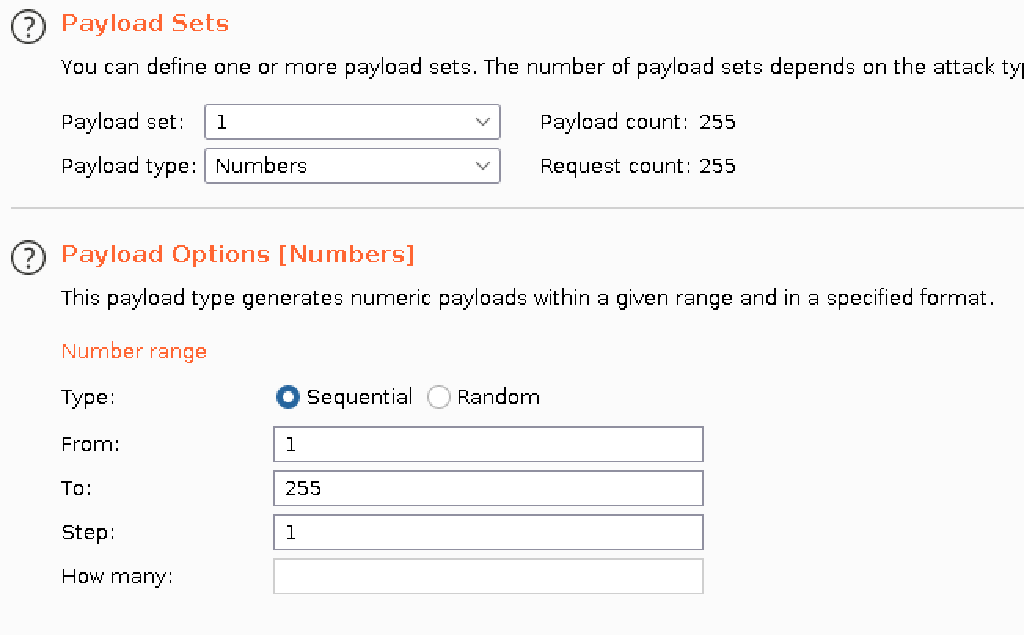 Payload Sets
You can define one or more payload sets. The number of payload sets depends on the attack typ
Payload set: 1 Payload count: 255
Payload type: Numbers Request count: 255
Payload Options [Numbers]
This payload type generates numeric payloads within a given range and in a specified format.
Number range
Type: Sequential Random
From: 1
To: 255
Step: 1
How many: